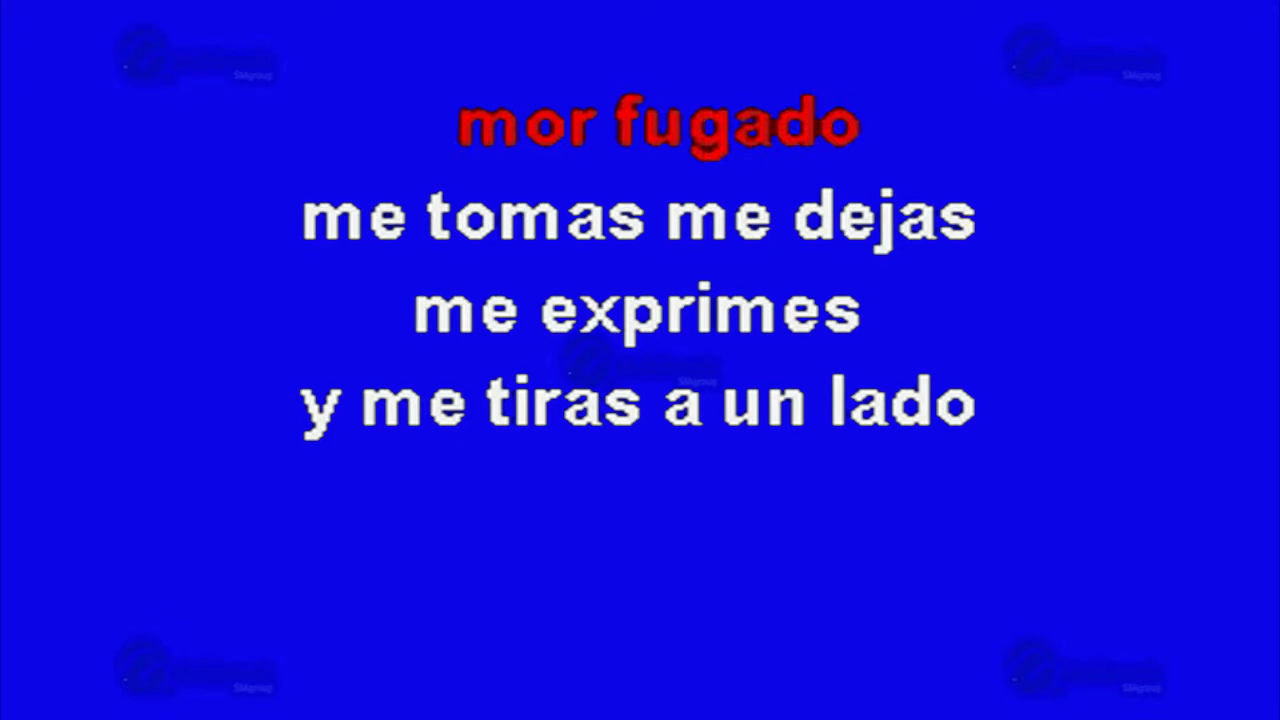 mor fugado
me tomas me dejas
me exprimes
y me tiras a un lado